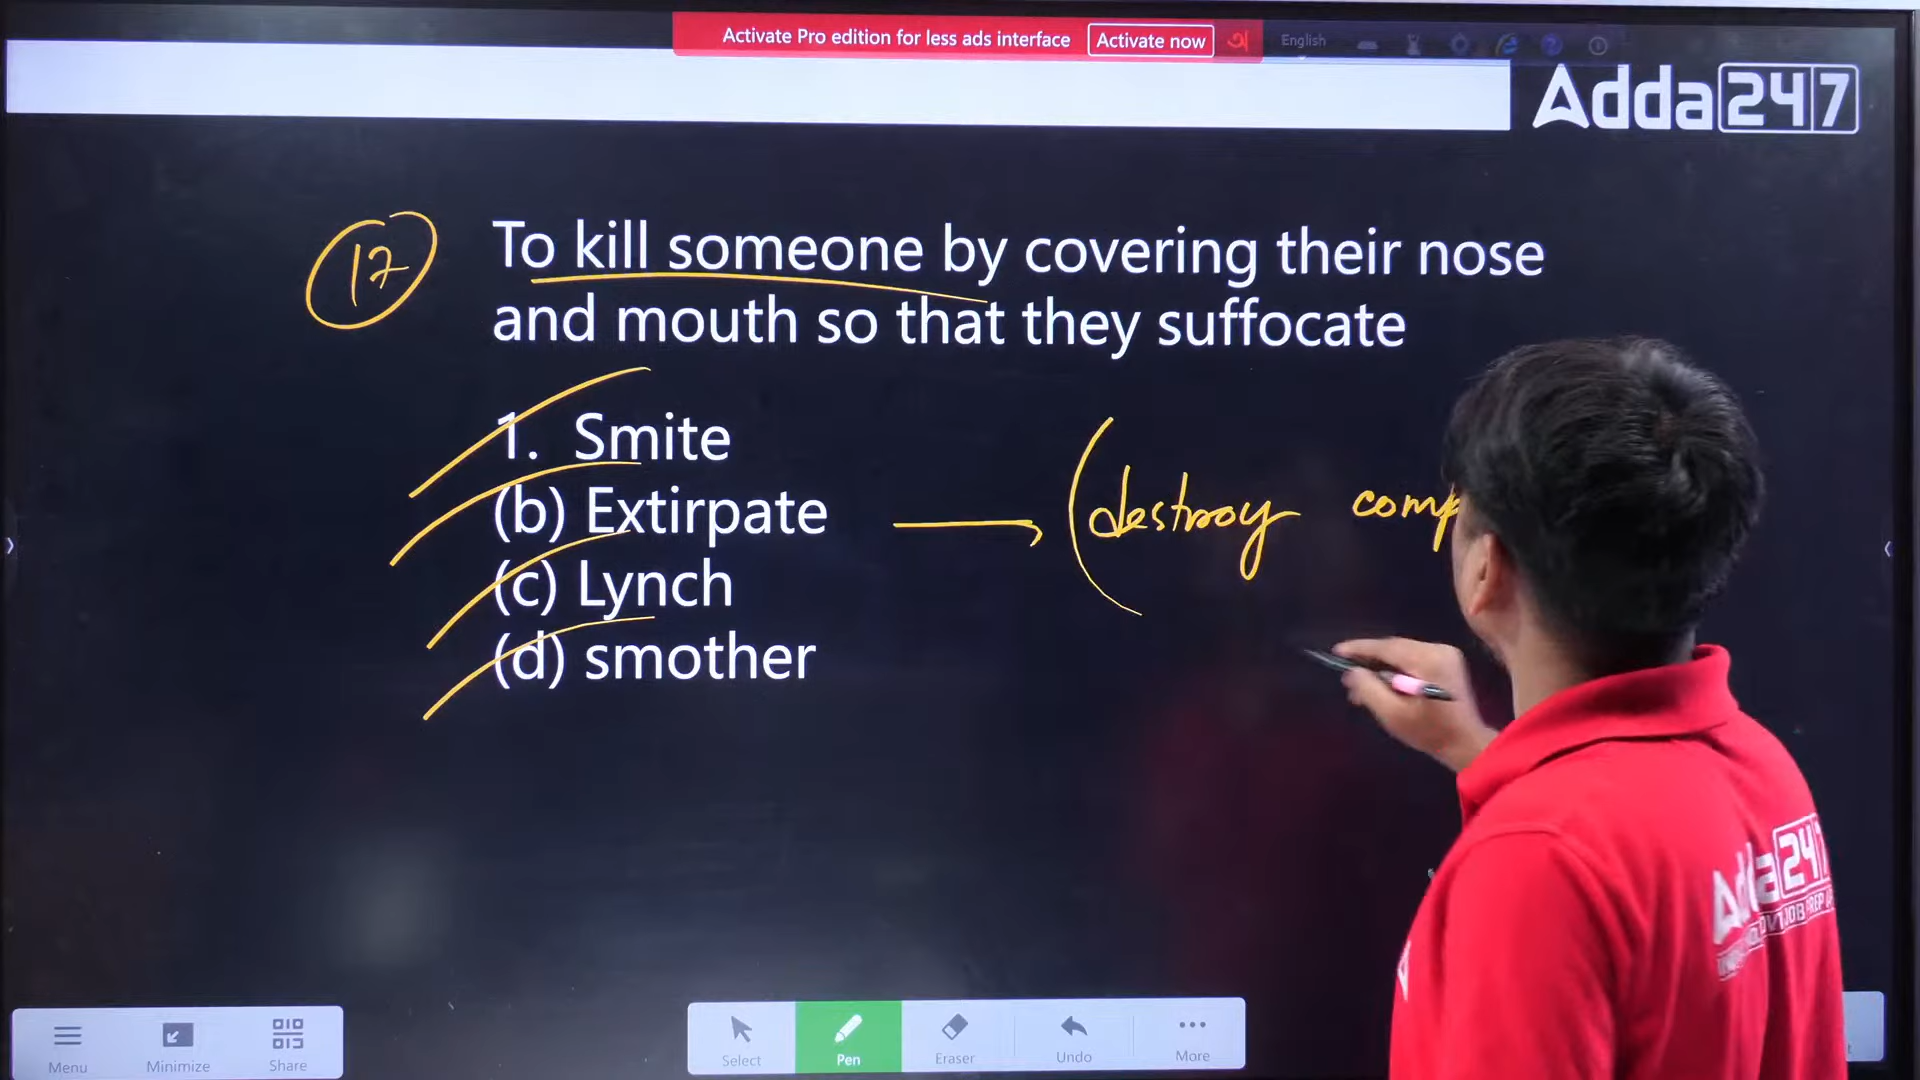 Activate Pro edition for less ads interface Activate now अ English
Adda247
17
To kill someone by covering their nose
and mouth so that they suffocate
1. Smite
(b) Extirpate
destroy
(c) Lynch
(d) smother
Adda247
Menu Minimize Share Select Pen Eraser Undo More